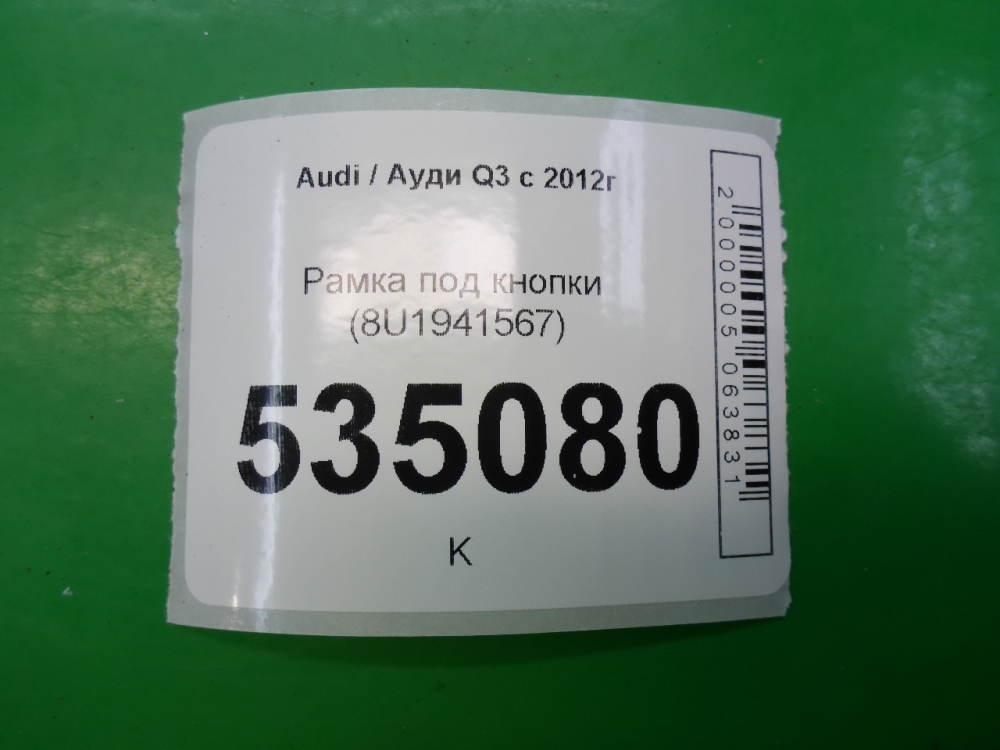 Audi / Ауди Q3 с 2012г
Рамка под кнопки
(8U1941567)
535080
К
2000005063831